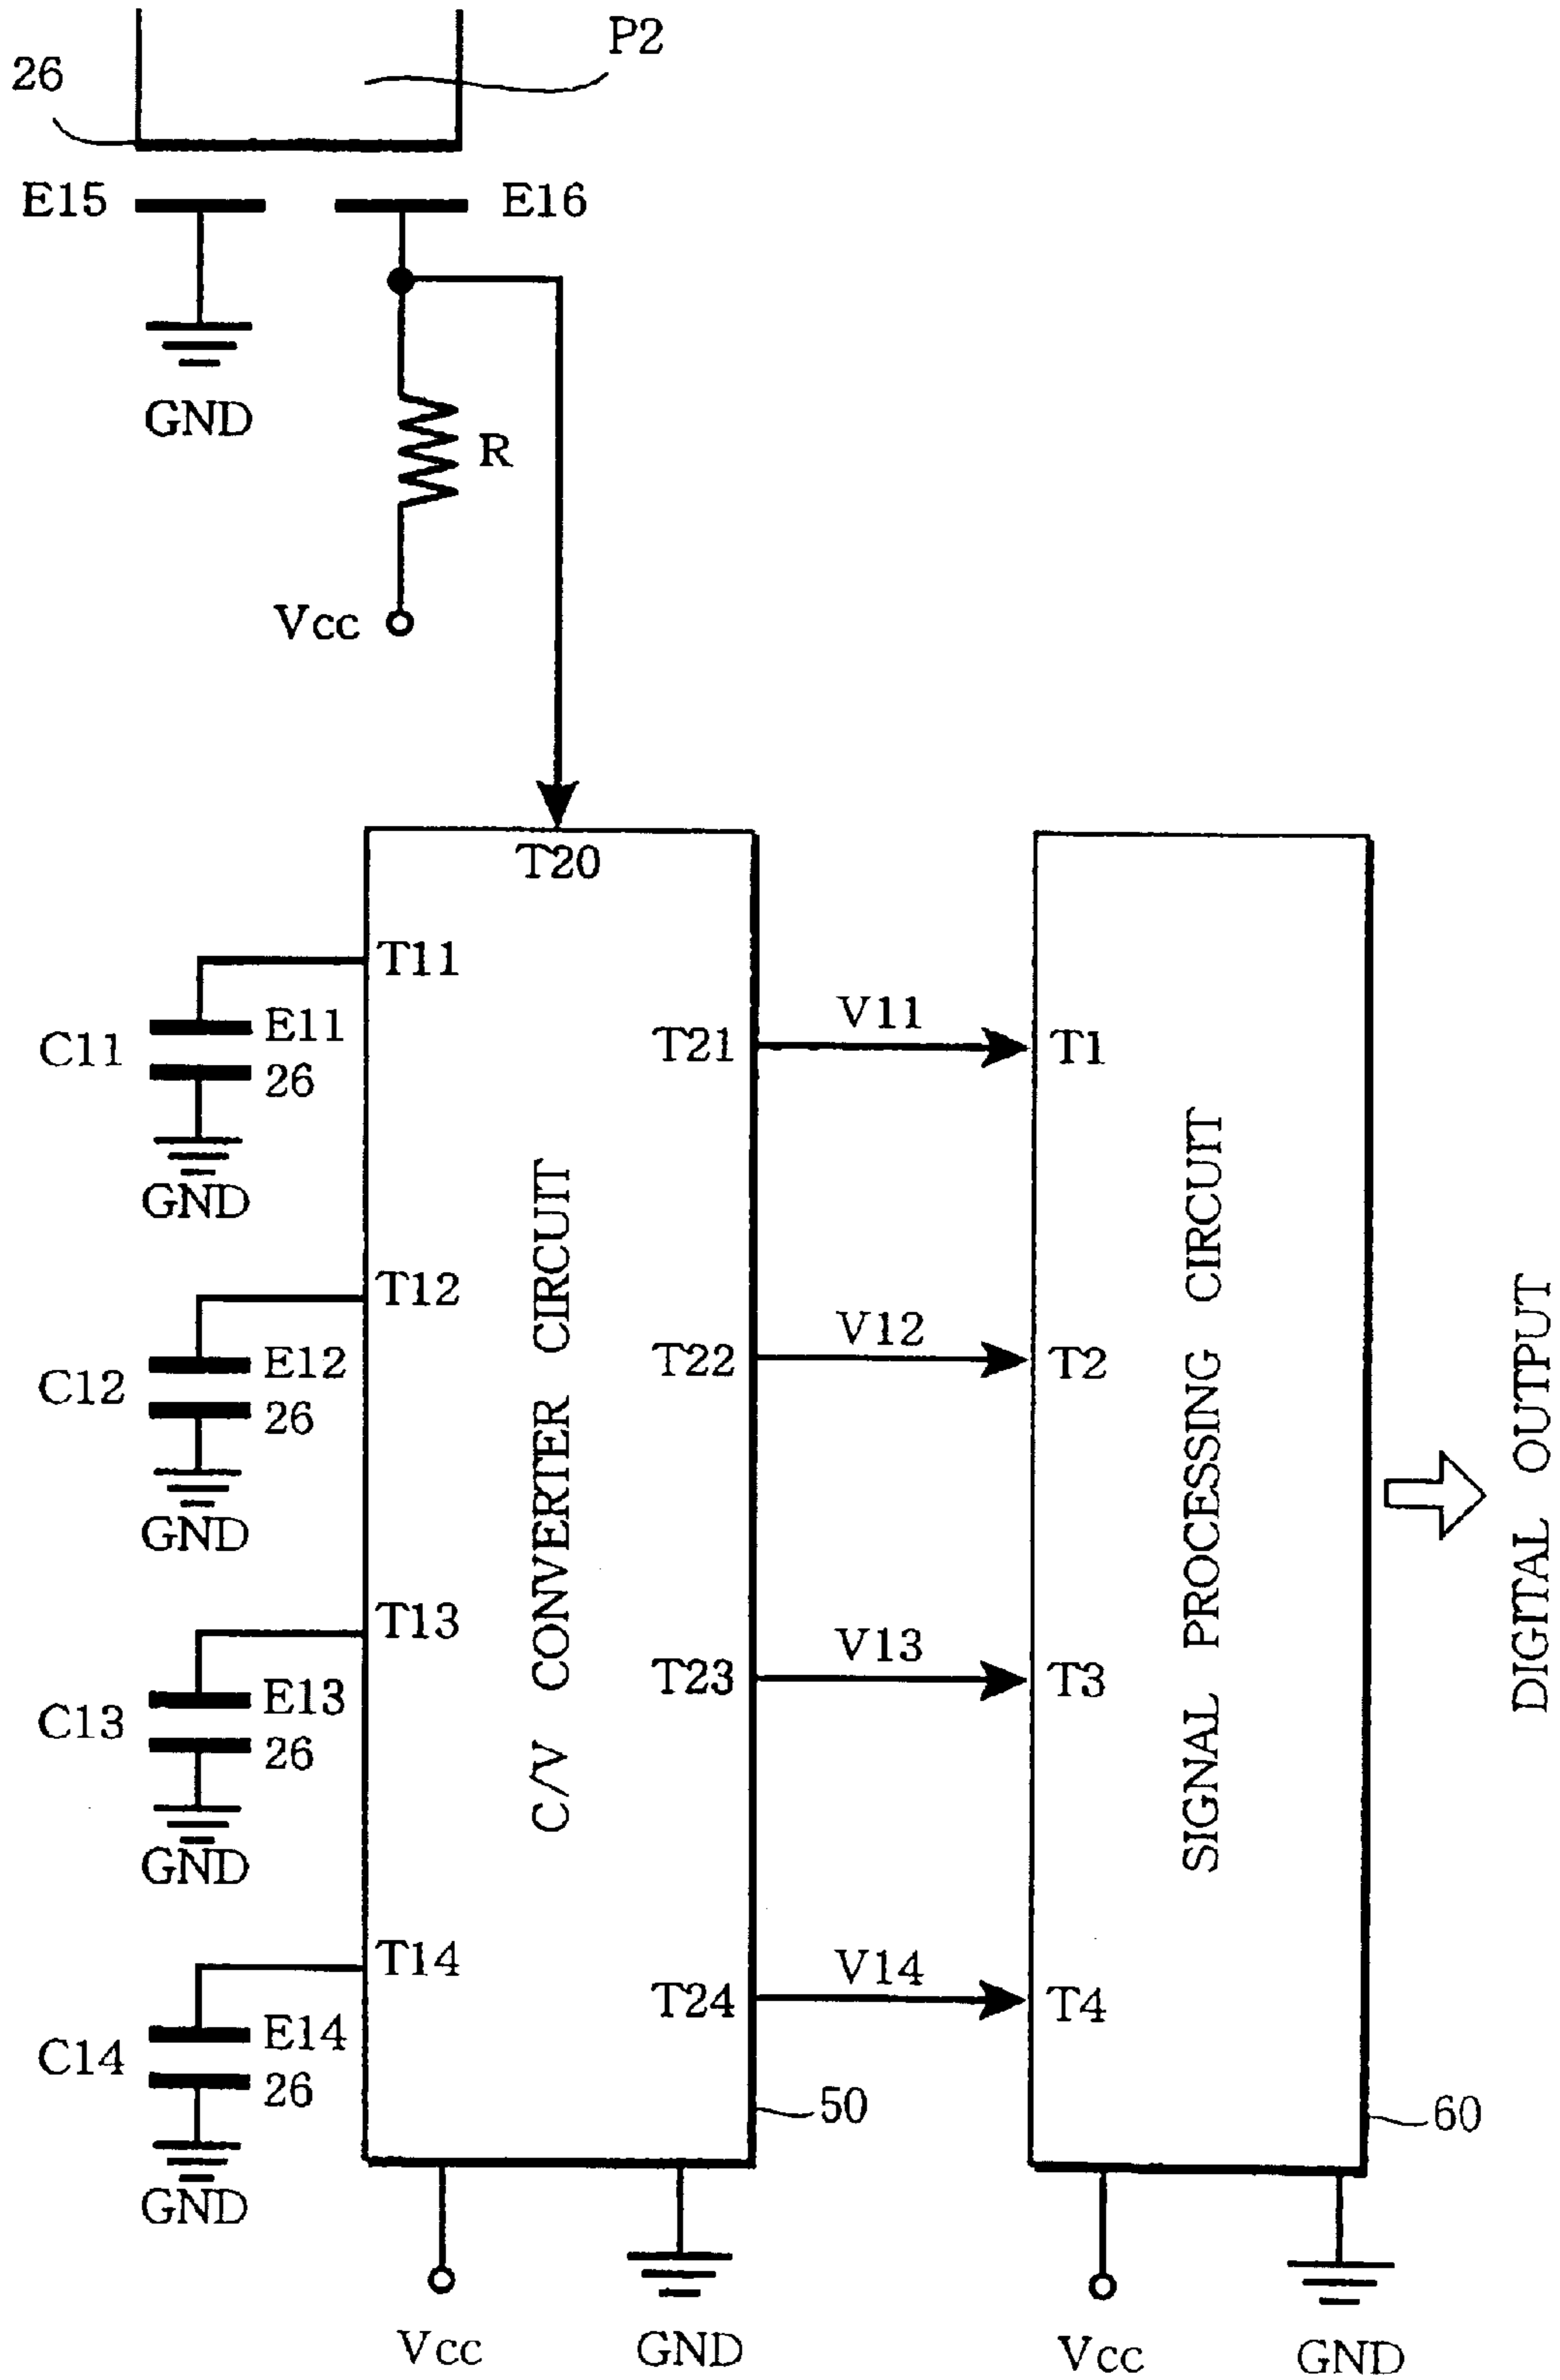 P2
26
E15
E16
GND
R
Vcc
T20
T11
E11
C11
26
GND
T21
V11
T1
T12
E12
C12
26
GND
T22
V12
T2
C/V CONVERTER CIRCUIT
SIGNAL PROCESSING CIRCUIT
DIGITAL OUTPUT
T13
E13
C13
26
GND
T23
V13
T3
T14
E14
C14
26
GND
T24
V14
T4
50
60
Vcc
GND
Vcc
GND